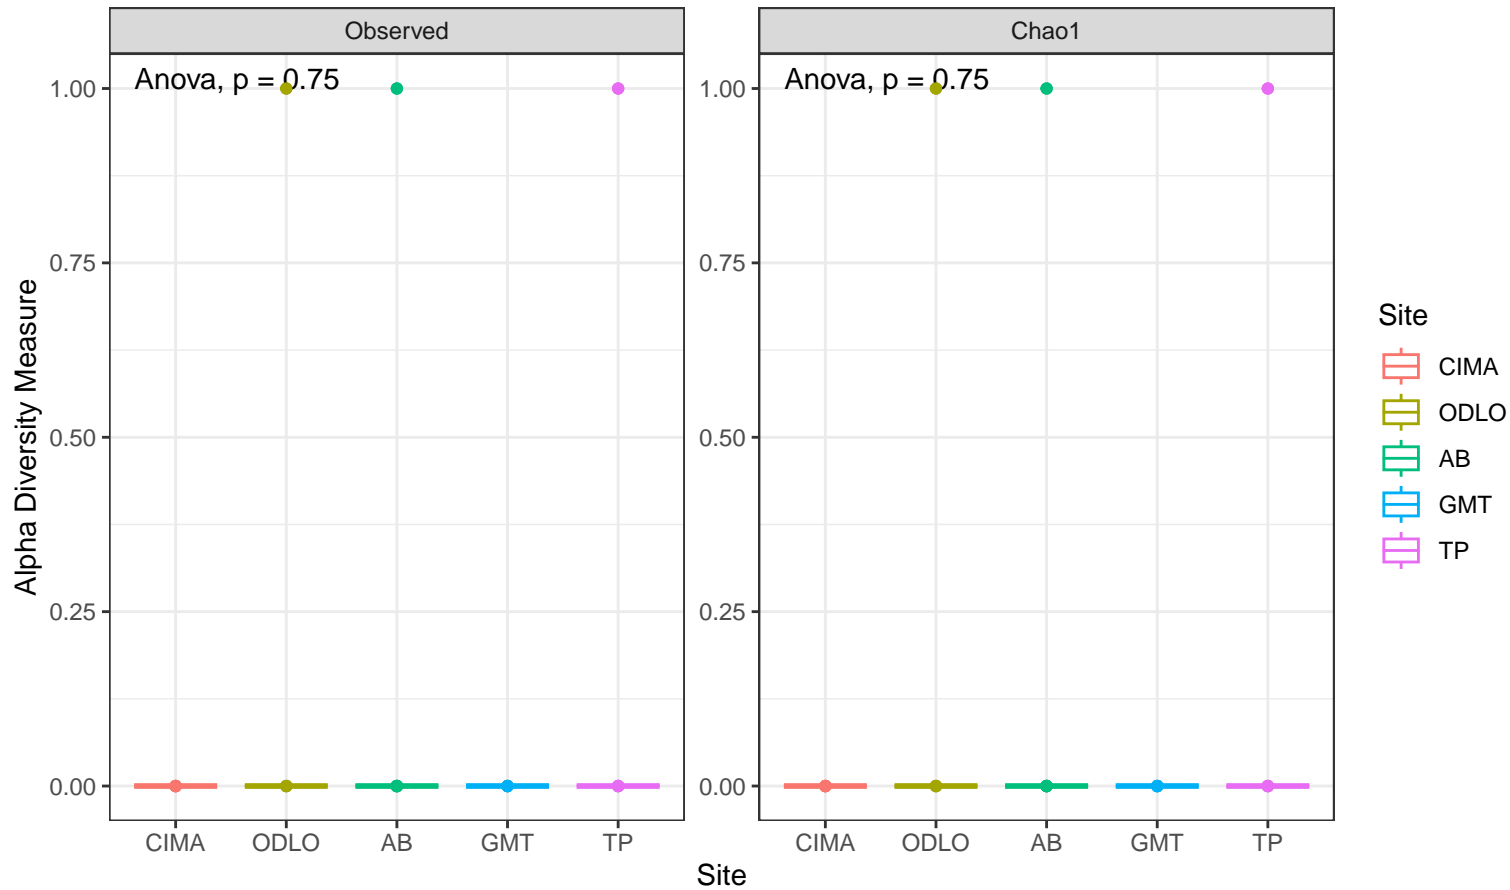 Observed
Chao1
Anova, p = 0.75
Anova, p = 0.75
Alpha Diversity Measure
1.00
0.75
0.50
0.25
0.00
1.00
0.75
0.50
0.25
0.00
CIMA ODLO AB GMT TP
CIMA ODLO AB GMT TP
Site
Site
CIMA
ODLO
AB
GMT
TP